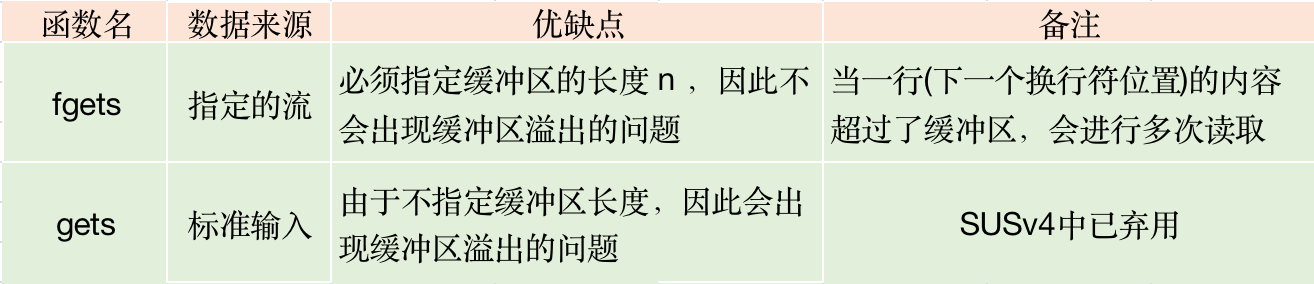 函数名 数据来源 优缺点 备注
fgets 指定的流 必须指定缓冲区的长度 n ，因此不会出现缓冲区溢出的问题 当一行(下一个换行符位置)的内容超过了缓冲区，会进行多次读取
gets 标准输入 由于不指定缓冲区长度，因此会出现缓冲区溢出的问题 SUSv4中已弃用